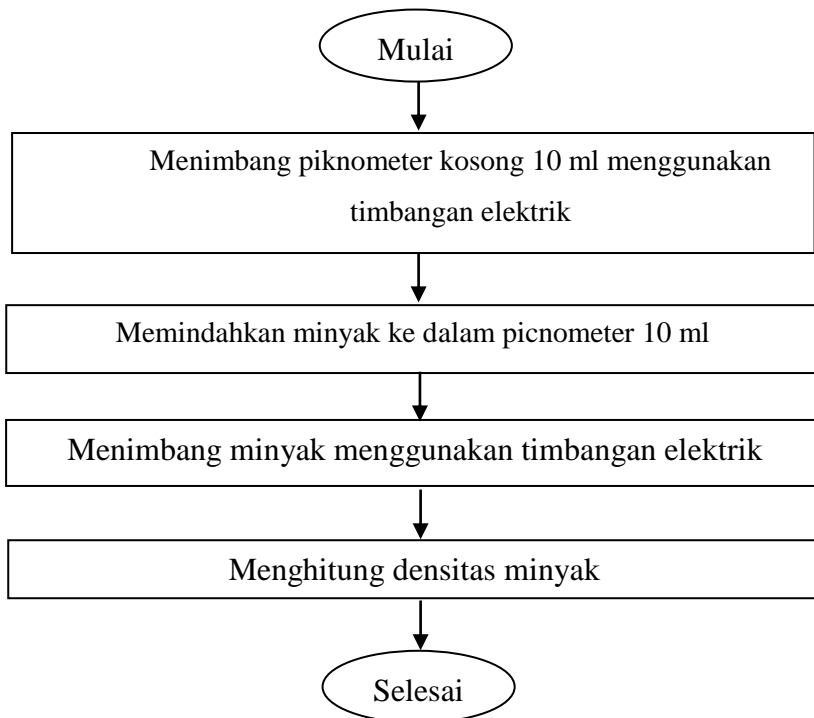 Mulai
Menimbang piknometer kosong 10 ml menggunakan
timbangan elektrik
Memindahkan minyak ke dalam picnometer 10 ml
Menimbang minyak menggunakan timbangan elektrik
Menghitung densitas minyak
Selesai